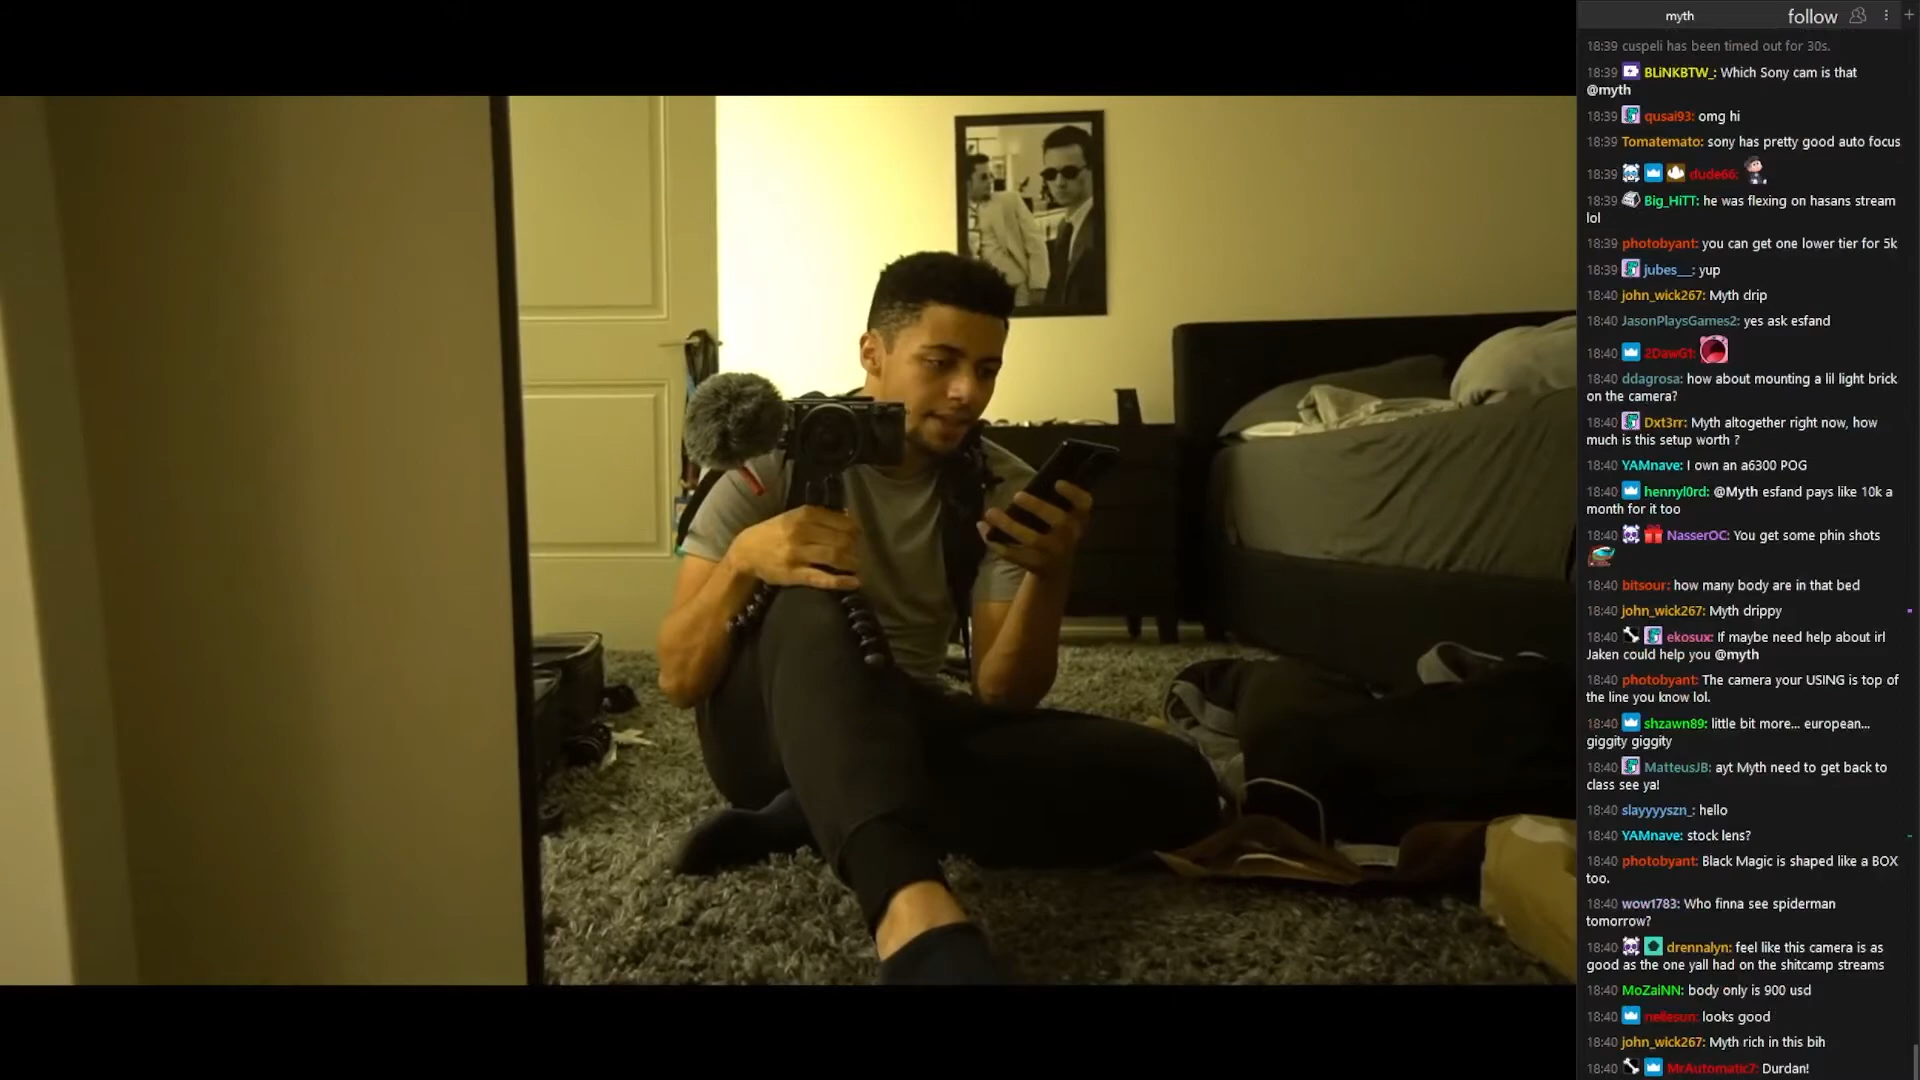 myth
follow
18:39 cuspeli has been timed out for 30s.
18:39 BLiNKBTW_: Which Sony cam is that
@myth
18:39 qusai93: omg hi
18:39 Tomatemato: sony has pretty good auto focus
18:39 dude66:
18:39 Big_HiTT: he was flexing on hasans stream
lol
18:39 photobyant: you can get one lower tier for 5k
18:39 jubes__: yup
18:40 john_wick267: Myth drip
18:40 JasonPlaysGames2: yes ask esfand
18:40 2DawG1:
18:40 ddagrosa: how about mounting a lil light brick
on the camera?
18:40 Dxt3rr: Myth altogether right now, how
much is this setup worth ?
18:40 YAMnave: I own an a6300 POG
18:40 hennyl0rd: @Myth esfand pays like 10k a
month for it too
18:40 NasserOC: You get some phin shots
18:40 bitsour: how many body are in that bed
18:40 john_wick267: Myth drippy
18:40 ekosux: If maybe need help about irl
Jaken could help you @myth
18:40 photobyant: The camera your USING is top of
the line you know lol.
18:40 shzawn89: little bit more... european...
giggity giggity
18:40 MatteusJB: ayt Myth need to get back to
class see ya!
18:40 slayyyyszn_: hello
18:40 YAMnave: stock lens?
18:40 photobyant: Black Magic is shaped like a BOX
too.
18:40 wow1783: Who finna see spiderman
tomorrow?
18:40 drennalyn: feel like this camera is as
good as the one yall had on the shitcamp streams
18:40 MoZaiNN: body only is 900 usd
18:40 nellesun: looks good
18:40 john_wick267: Myth rich in this bih
18:40 MrAutomatic7: Durdan!